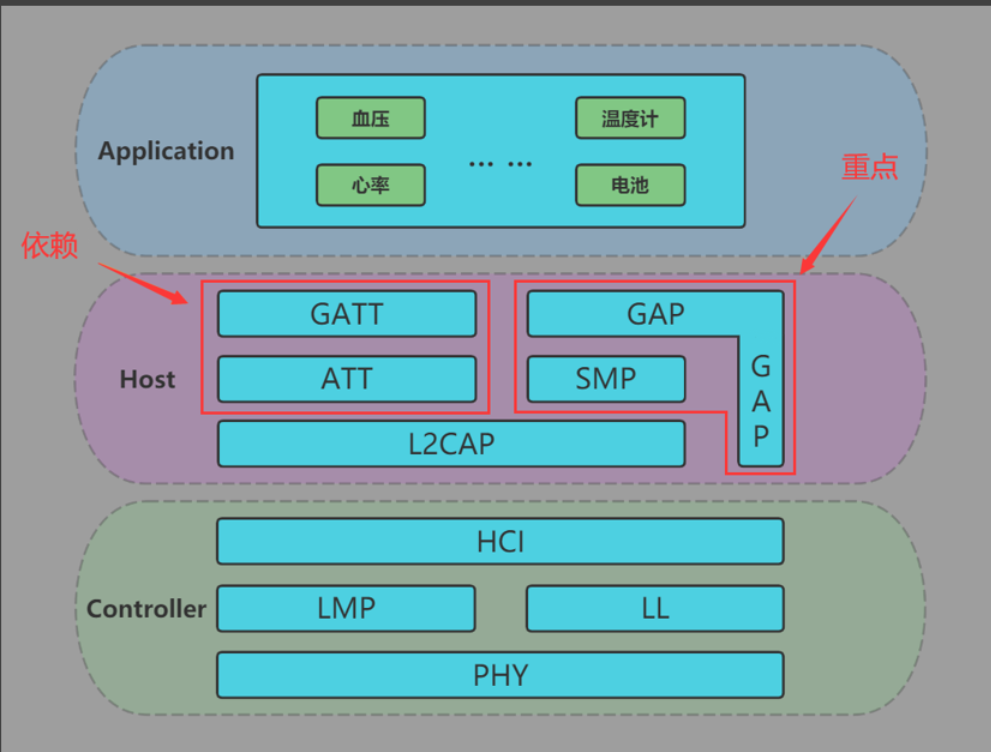 血压
温度计
Application
... ...
重点
心率
电池
依赖
GATT
GAP
Host
ATT
SMP
GAP
L2CAP
HCI
Controller
LMP
LL
PHY